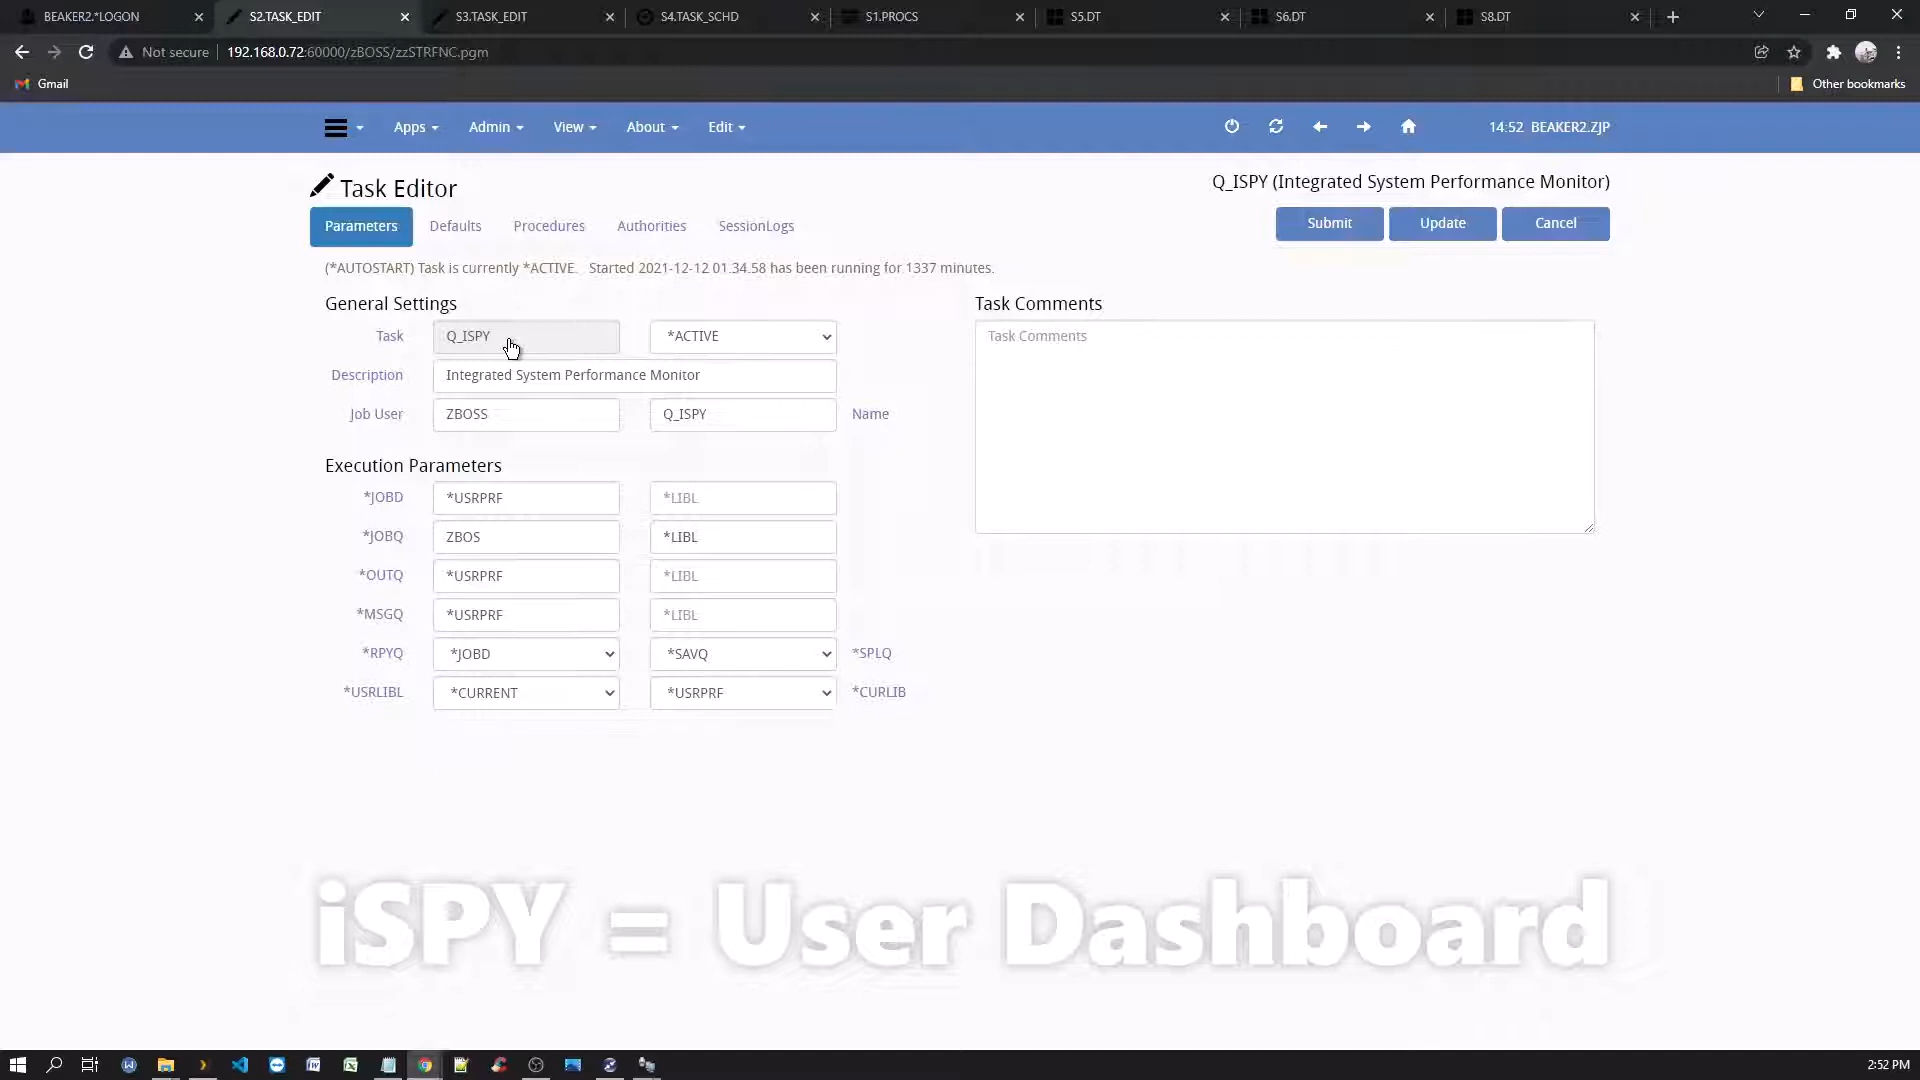 BEAKER2.*LOGON
S2.TASK_EDIT
S3.TASK_EDIT
S4.TASK_SCHD
S1.PROCS
S5.DT
S6.DT
S8.DT
Not secure 192.168.0.72:60000/zBOSS/zzSTRFNC.pgm
Gmail
Other bookmarks
Apps Admin View About Edit
14:52 BEAKER2.ZJP
Task Editor
Q_ISPY (Integrated System Performance Monitor)
Parameters Defaults Procedures Authorities SessionLogs
Submit Update Cancel
(*AUTOSTART) Task is currently *ACTIVE. Started 2021-12-12 01.34.58 has been running for 1337 minutes.
General Settings
Task Q_ISPY *ACTIVE
Description Integrated System Performance Monitor
Job User ZBOSS Q_ISPY Name
Execution Parameters
*JOBD *USRPRF *LIBL
*JOBQ ZBOS *LIBL
*OUTQ *USRPRF *LIBL
*MSGQ *USRPRF *LIBL
*RPYQ *JOBD *SAVQ *SPLQ
*USRLIBL *CURRENT *USRPRF *CURLIB
Task Comments
Task Comments
iSPY = User Dashboard
2:52 PM